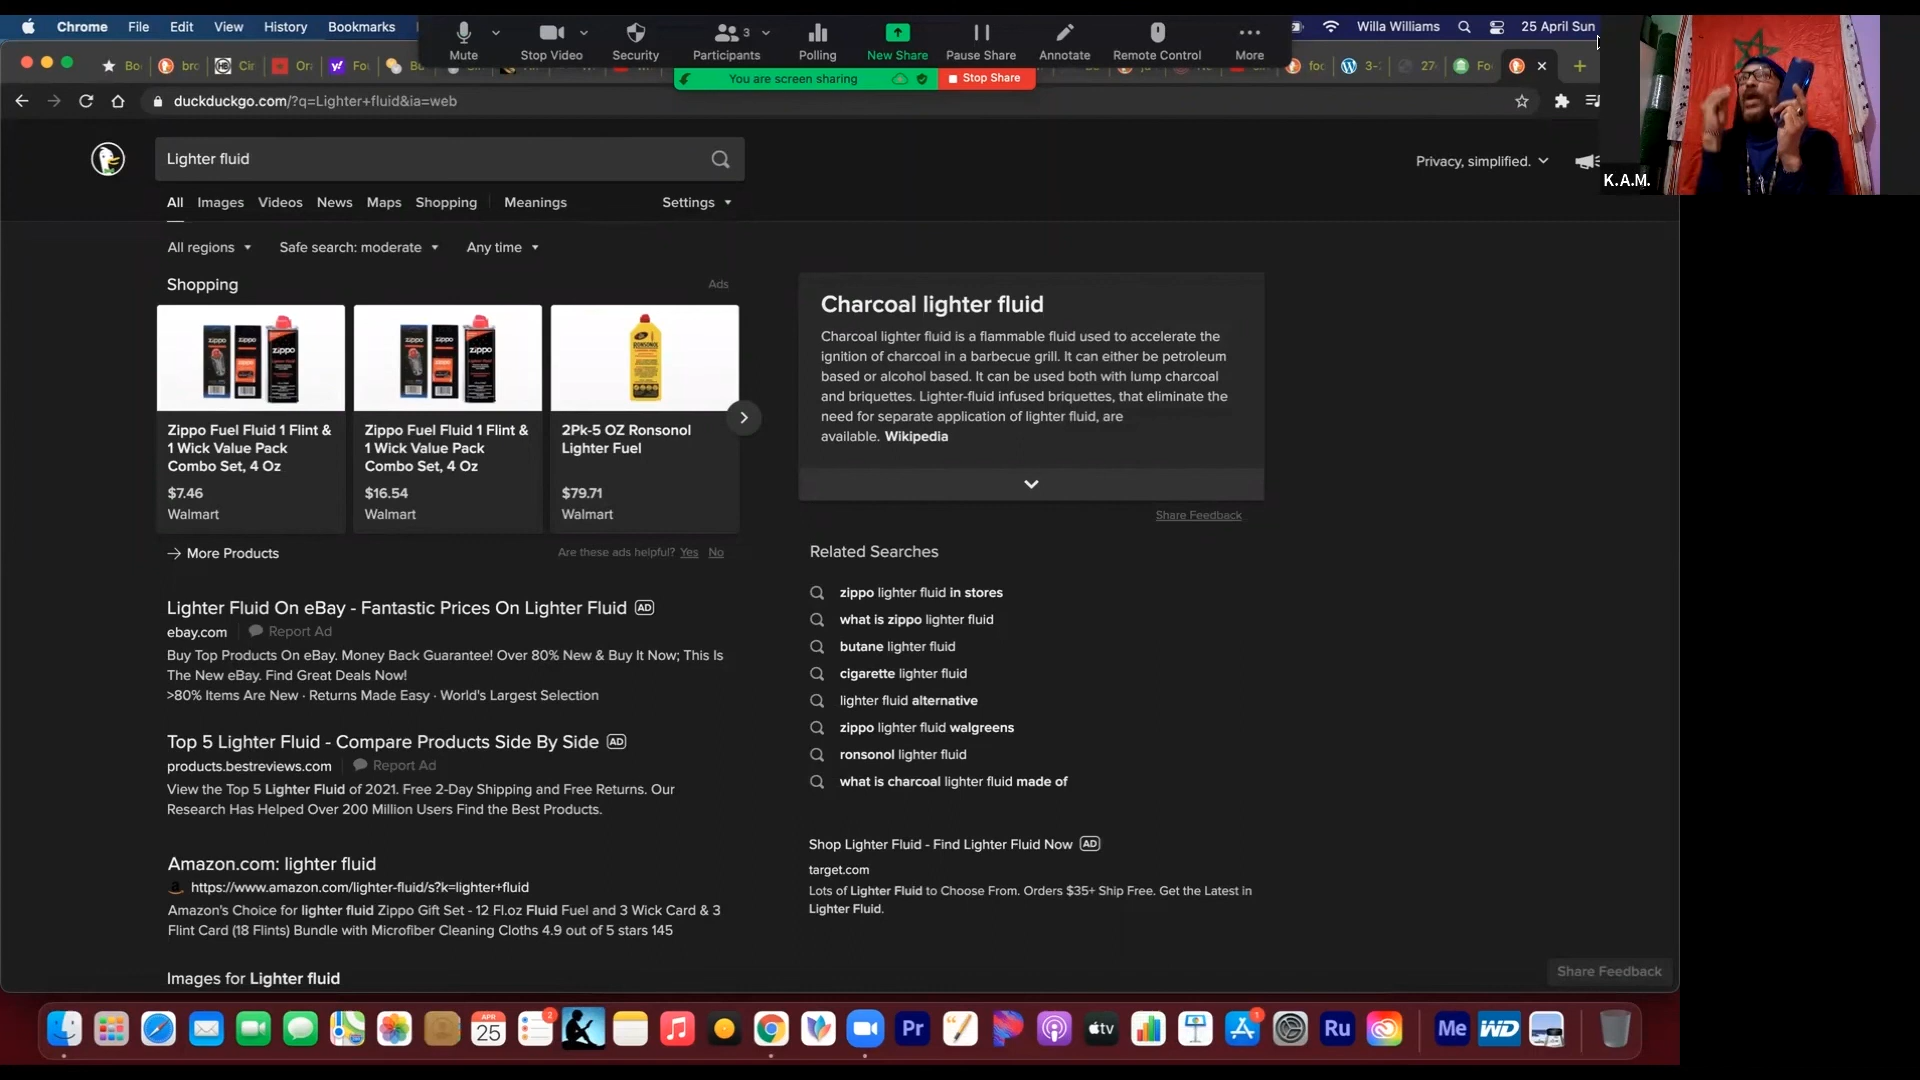 Chrome File Edit View History Bookmarks
Willa Williams 25 April Sun
Mute Stop Video Security Participants 3 Polling New Share Pause Share Annotate Remote Control More
You are screen sharing Stop Share
duckduckgo.com/?q=Lighter+fluid&ia=web
Lighter fluid
Privacy, simplified.
K.A.M.
All Images Videos News Maps Shopping Meanings Settings
All regions Safe search: moderate Any time
Shopping Ads
Zippo Fuel Fluid 1 Flint &
1 Wick Value Pack
Combo Set, 4 Oz
$7.46
Walmart
Zippo Fuel Fluid 1 Flint &
1 Wick Value Pack
Combo Set, 4 Oz
$16.54
Walmart
2Pk-5 OZ Ronsonol
Lighter Fuel
$79.71
Walmart
More Products
Are these ads helpful? Yes No
Lighter Fluid On eBay - Fantastic Prices On Lighter Fluid AD
ebay.com Report Ad
Buy Top Products On eBay. Money Back Guarantee! Over 80% New & Buy It Now; This Is
The New eBay. Find Great Deals Now!
>80% Items Are New · Returns Made Easy · World's Largest Selection
Top 5 Lighter Fluid - Compare Products Side By Side AD
products.bestreviews.com Report Ad
View the Top 5 Lighter Fluid of 2021. Free 2-Day Shipping and Free Returns. Our
Research Has Helped Over 200 Million Users Find the Best Products.
Amazon.com: lighter fluid
https://www.amazon.com/lighter-fluid/s?k=lighter+fluid
Amazon's Choice for lighter fluid Zippo Gift Set - 12 Fl.oz Fluid Fuel and 3 Wick Card & 3
Flint Card (18 Flints) Bundle with Microfiber Cleaning Cloths 4.9 out of 5 stars 145
Images for Lighter fluid
Charcoal lighter fluid
Charcoal lighter fluid is a flammable fluid used to accelerate the
ignition of charcoal in a barbecue grill. It can either be petroleum
based or alcohol based. It can be used both with lump charcoal
and briquettes. Lighter-fluid infused briquettes, that eliminate the
need for separate application of lighter fluid, are
available. Wikipedia
Share Feedback
Related Searches
zippo lighter fluid in stores
what is zippo lighter fluid
butane lighter fluid
cigarette lighter fluid
lighter fluid alternative
zippo lighter fluid walgreens
ronsonol lighter fluid
what is charcoal lighter fluid made of
Shop Lighter Fluid - Find Lighter Fluid Now AD
target.com
Lots of Lighter Fluid to Choose From. Orders $35+ Ship Free. Get the Latest in
Lighter Fluid.
Share Feedback
APR
25
2
Pr
tv
1
Ru
Me
WD